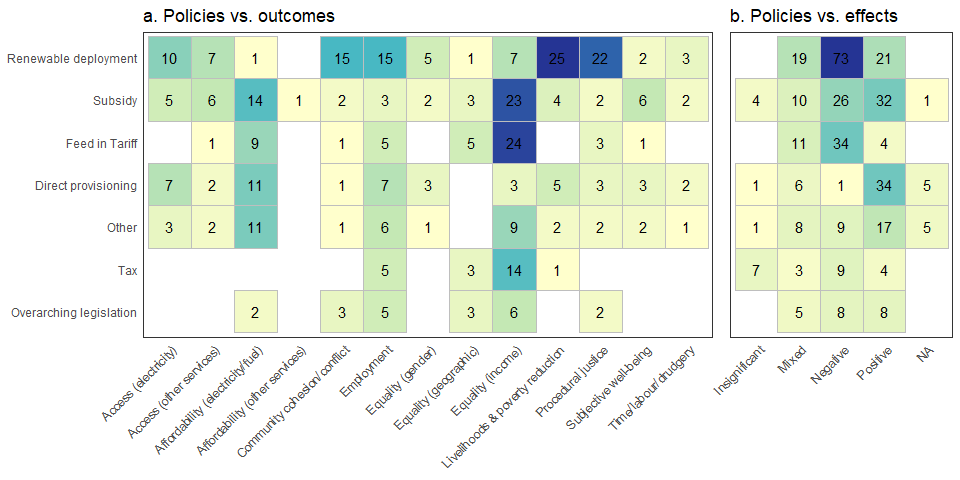 a. Policies vs. outcomes
b. Policies vs. effects
Renewable deployment 10 7 1 15 15 5 1 7 25 22 2 3 19 73 21
Subsidy 5 6 14 1 2 3 2 3 23 4 2 6 2 4 10 26 32 1
Feed in Tariff 1 9 1 5 5 24 3 1 11 34 4
Direct provisioning 7 2 11 1 7 3 3 5 3 3 2 6 1 34 5
Other 3 2 11 1 6 1 9 2 2 2 1 1 8 9 17 5
Tax 5 3 14 1 7 3 9 4
Overarching legislation 2 3 5 3 6 2 5 8 8
Access (electricity)
Access (other services)
Affordability (electricity/fuel)
Affordability (other services)
Community cohesion/conflict
Employment
Equality (gender)
Equality (geographic)
Equality (income)
Livelihoods & poverty reduction
Procedural justice
Subjective well-being
Time/labour/drudgery
Insignificant
Mixed
Negative
Positive
NA